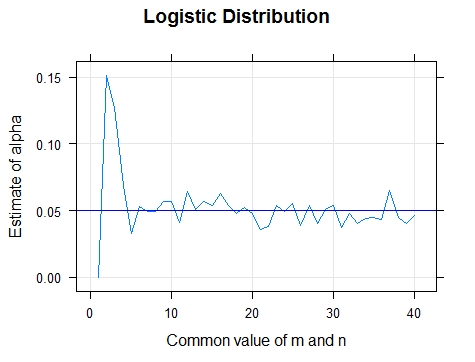 Logistic Distribution
Estimate of alpha
0.15
0.10
0.05
0.00
0 10 20 30 40
Common value of m and n